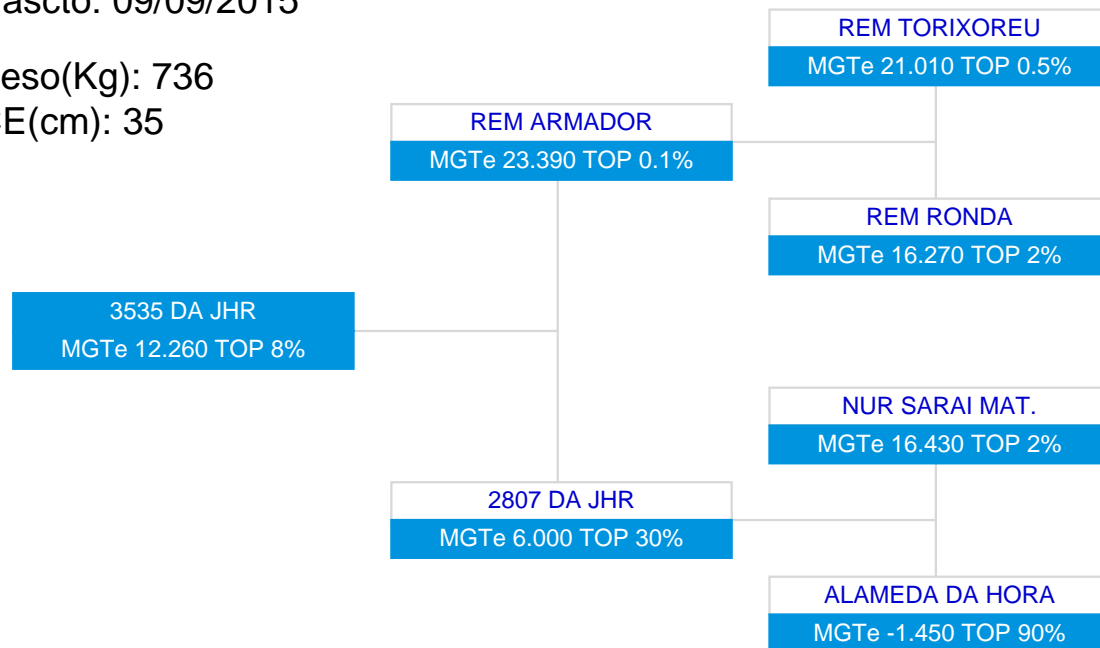 ascto: 09/09/2015
eso(Kg): 736
E(cm): 35
REM TORIXOREU
MGTe 21.010 TOP 0.5%
REM ARMADOR
MGTe 23.390 TOP 0.1%
REM RONDA
MGTe 16.270 TOP 2%
3535 DA JHR
MGTe 12.260 TOP 8%
NUR SARAI MAT.
MGTe 16.430 TOP 2%
2807 DA JHR
MGTe 6.000 TOP 30%
ALAMEDA DA HORA
MGTe -1.450 TOP 90%